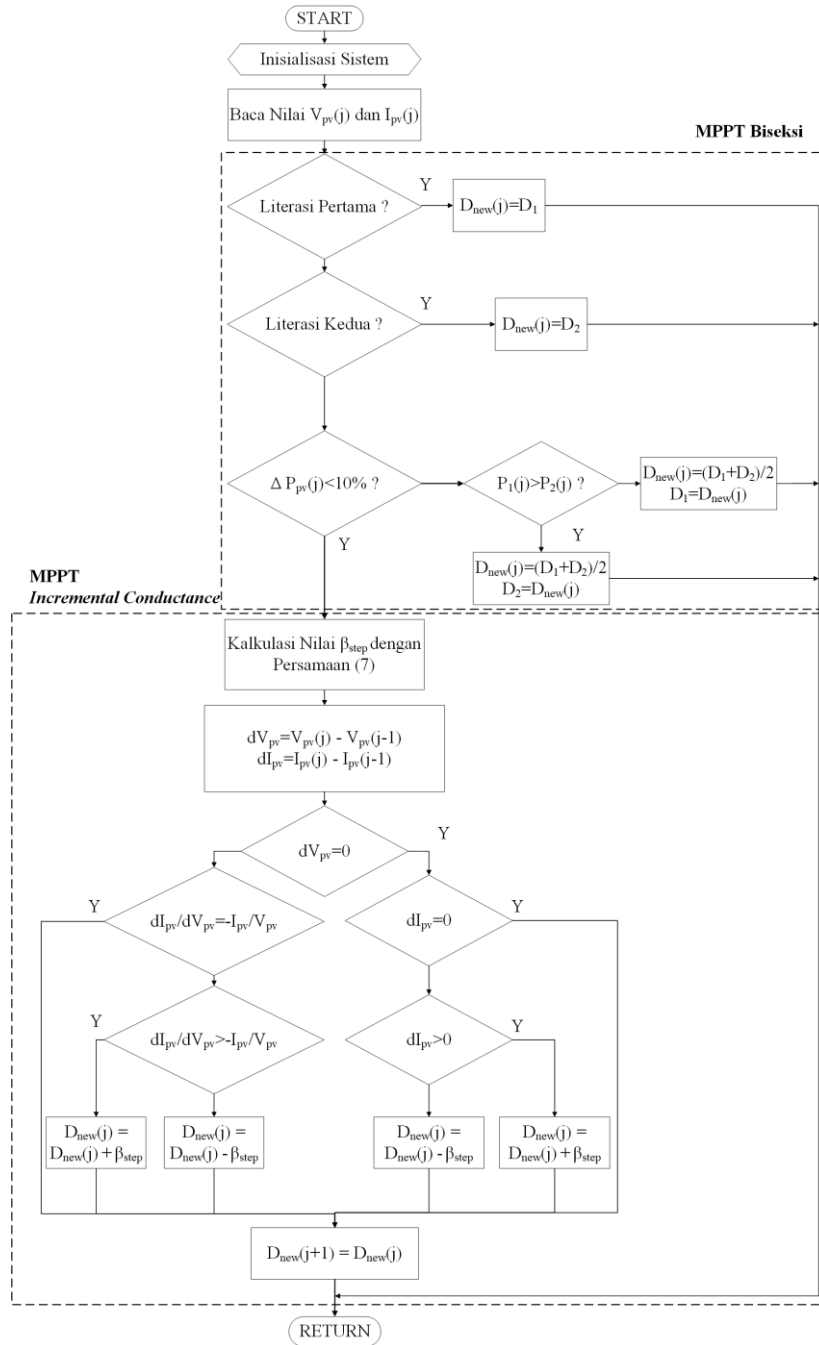 START
Inisialisasi Sistem
Baca Nilai Vpv(j) dan Ipv(j)
MPPT Biseksi
Literasi Pertama ?
Y
Dnew(j)=D1
Literasi Kedua ?
Y
Dnew(j)=D2
Δ Ppv(j)<10% ?
Y
P1(j)>P2(j) ?
Y
Dnew(j)=(D1+D2)/2
D1=Dnew(j)
Dnew(j)=(D1+D2)/2
D2=Dnew(j)
MPPT
Incremental Conductance
Kalkulasi Nilai βstep dengan
Persamaan (7)
dVpv=Vpv(j) - Vpv(j-1)
dIpv=Ipv(j) - Ipv(j-1)
dVpv=0
Y
Y
dIpv/dVpv=-Ipv/Vpv
dIpv=0
Y
Y
dIpv/dVpv>-Ipv/Vpv
dIpv>0
Y
Dnew(j) =
Dnew(j) + βstep
Dnew(j) =
Dnew(j) - βstep
Dnew(j) =
Dnew(j) - βstep
Dnew(j) =
Dnew(j) + βstep
Dnew(j+1) = Dnew(j)
RETURN